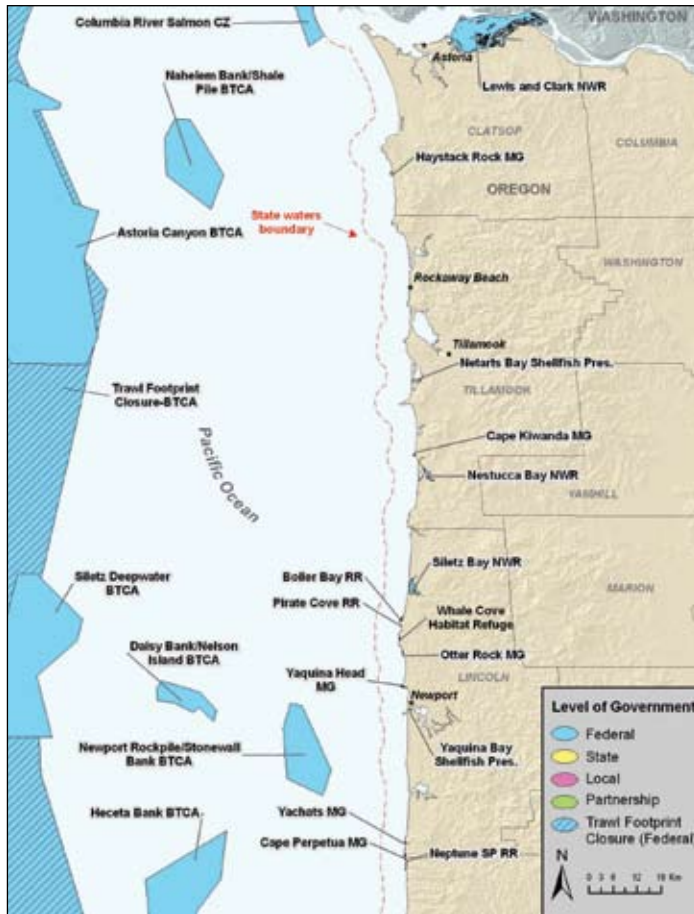 Columbia River Salmon CZ
WASHINGTON
Astoria
Nahelem Bank/Shale
Pile BTCA
Lewis and Clark NWR
CLATSOP
COLUMBIA
Haystack Rock MG
OREGON
State waters
boundary
Astoria Canyon BTCA
WASHINGTON
Rockaway Beach
Tillamook
Netarts Bay Shellfish Pres.
Trawl Footprint
Closure-BTCA
TILLAMOOK
Cape Kiwanda MG
Pacific Ocean
Nestucca Bay NWR
YAMHILL
Siletz Deepwater
BTCA
Siletz Bay NWR
Boiler Bay RR
MARION
Pirate Cove RR
Whale Cove
Habitat Refuge
Daisy Bank/Nelson
Island BTCA
Otter Rock MG
Yaquina Head
MG
LINCOLN
Newport
Newport Rockpile/Stonewall
Bank BTCA
Yaquina Bay
Shellfish Pres.
Heceta Bank BTCA
Yachats MG
Cape Perpetua MG
Neptune SP RR
Level of Government
Federal
State
Local
Partnership
Trawl Footprint
Closure (Federal)
N
0 3 6 12 18 Km